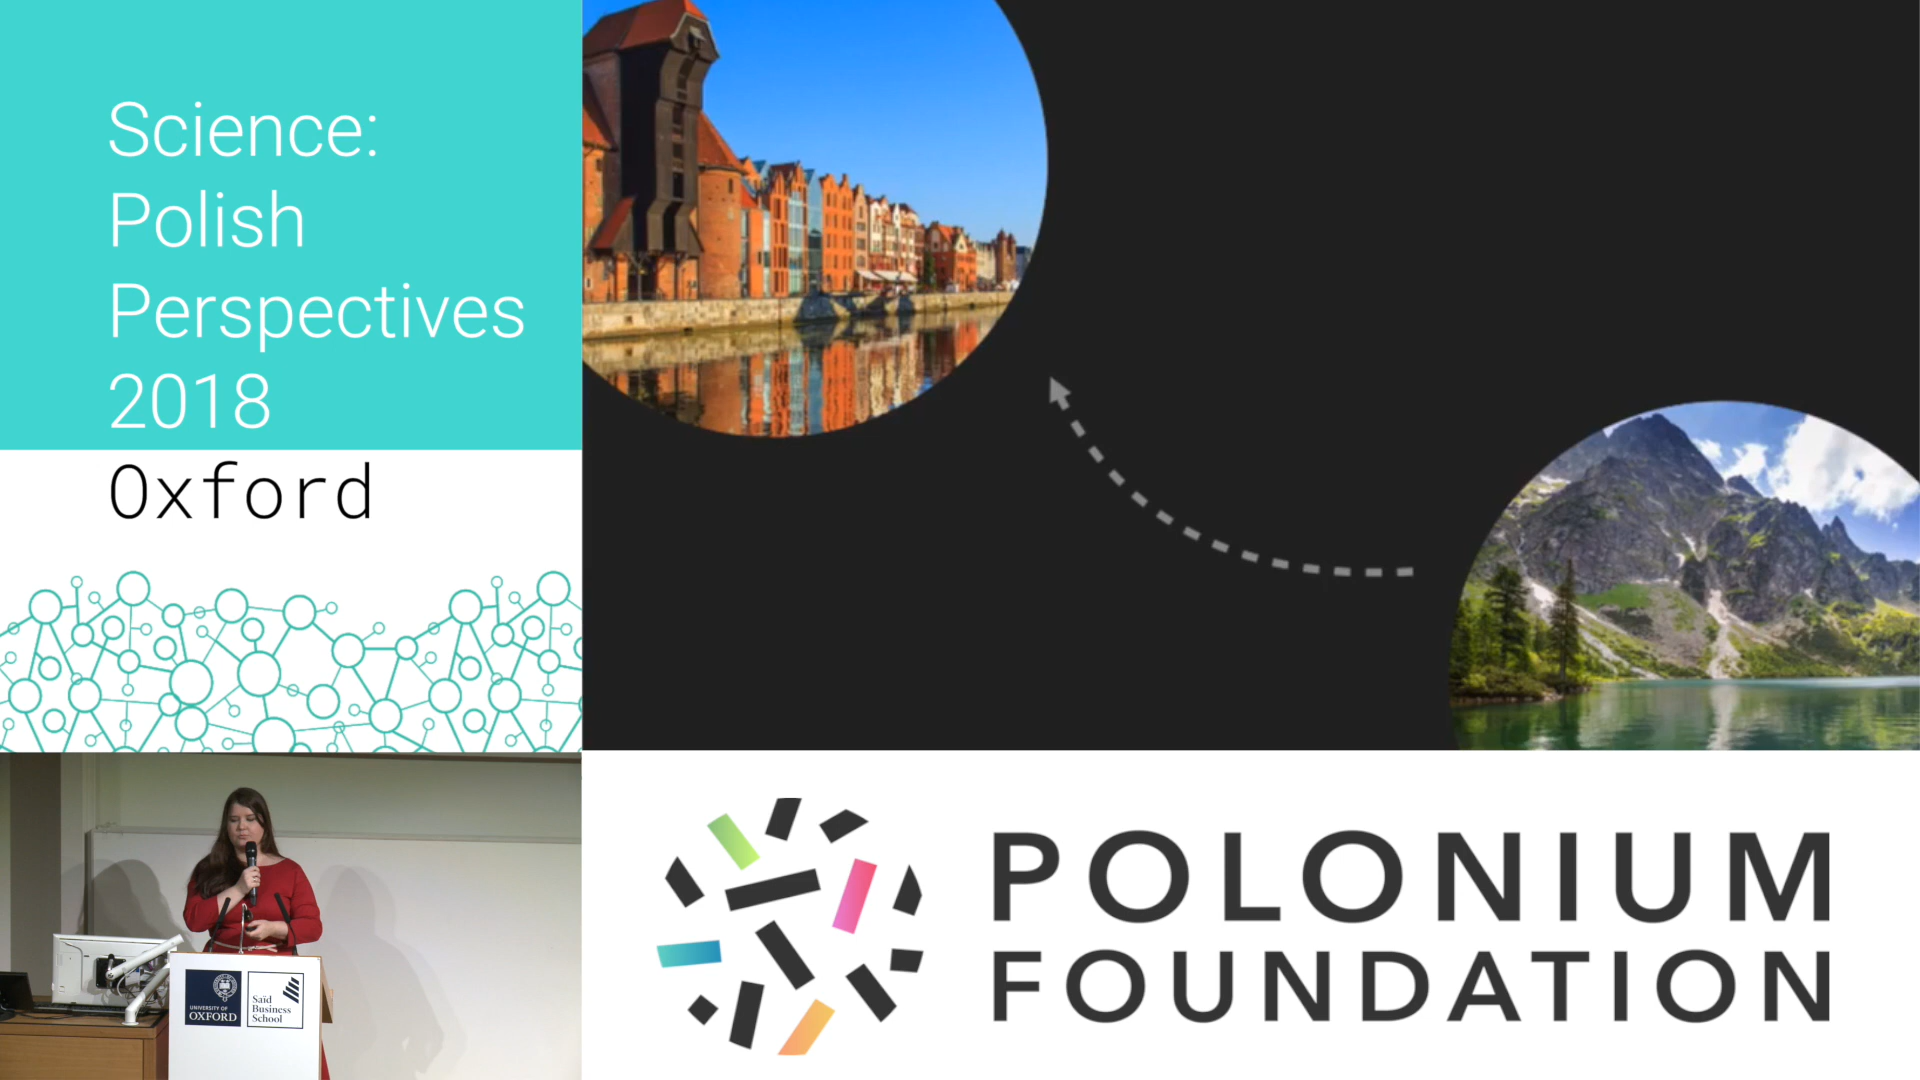 Science:
Polish
Perspectives
2018
Oxford
UNIVERSITY OF
OXFORD
Saïd
Business
School
POLONIUM
FOUNDATION